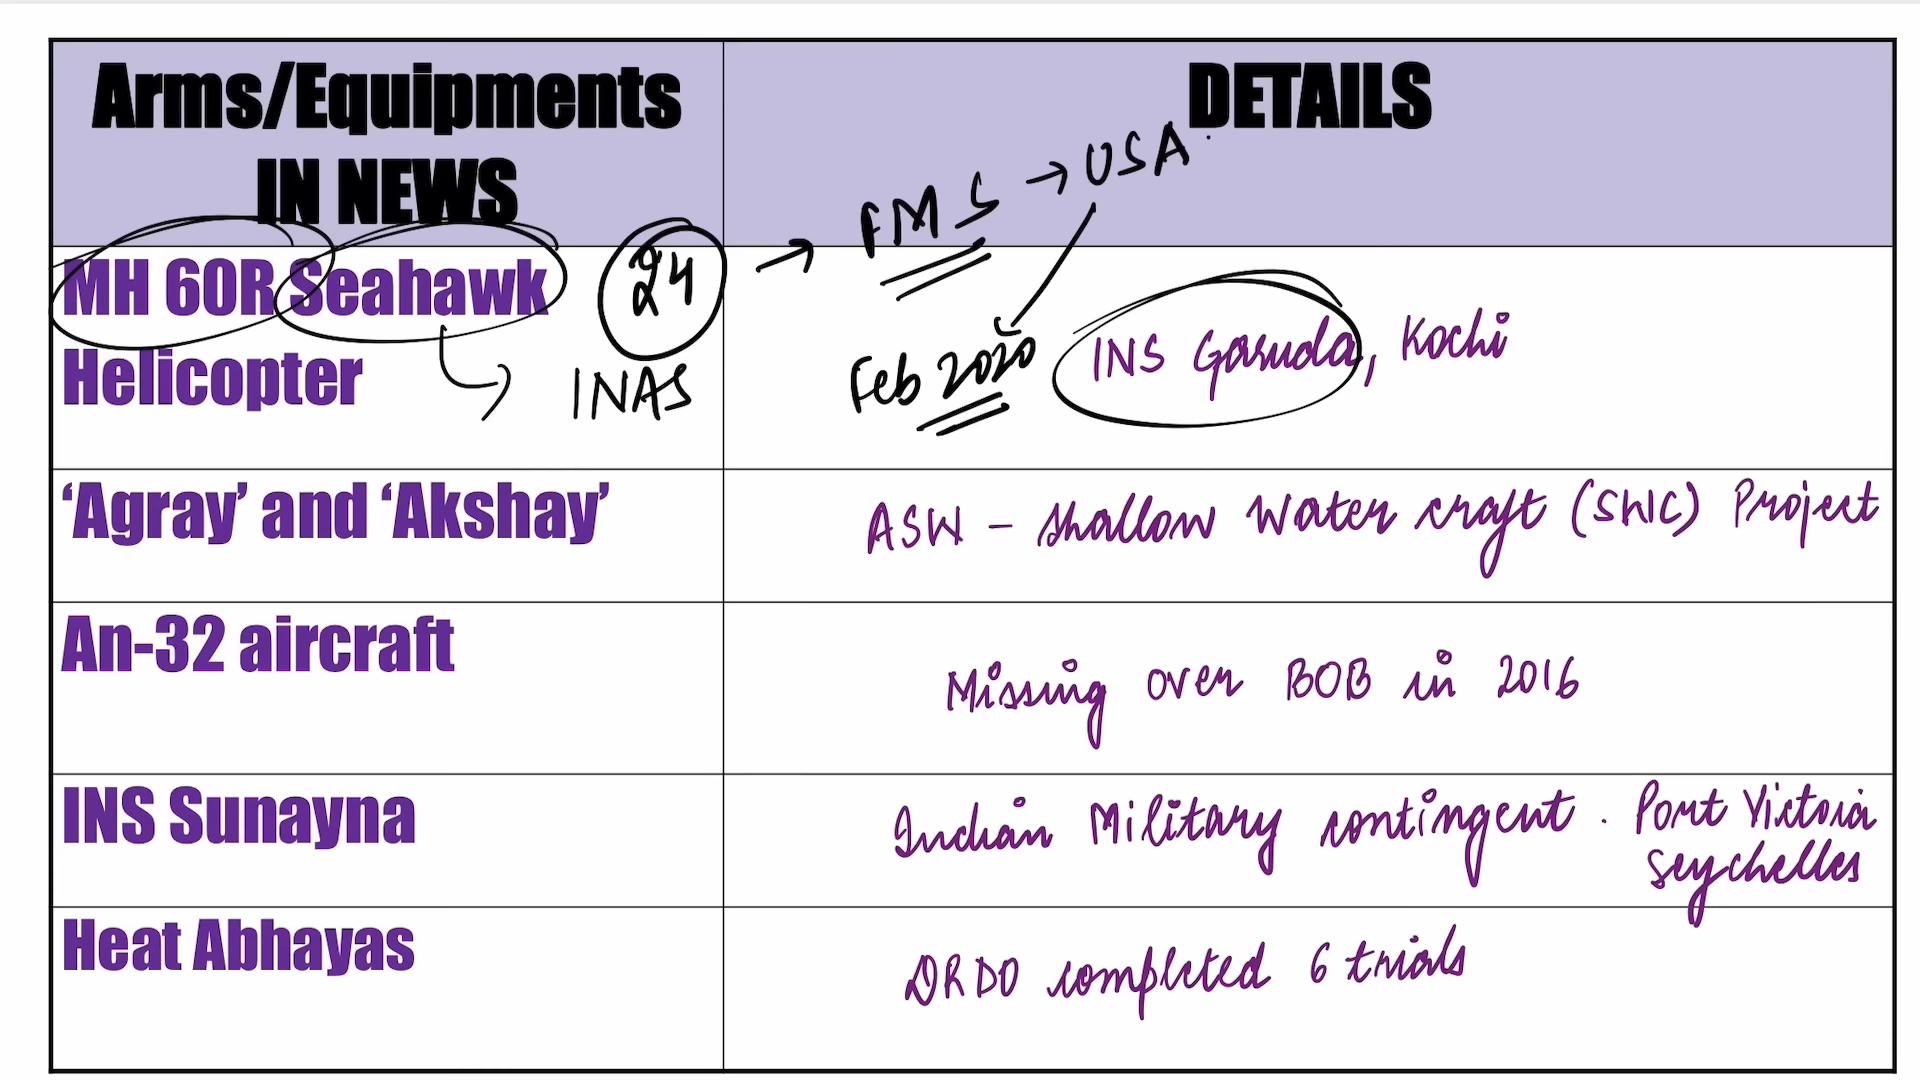 Arms/Equipments
IN NEWS
DETAILS
FMS → USA
MH 60R Seahawk
24 →
Helicopter
INAS
Feb 2020
INS Garuda, Kochi
‘Agray’ and ‘Akshay’
ASW - Shallow Water craft (SWC) Project
An-32 aircraft
Missing over BOB in 2016
INS Sunayna
Indian Military contingent. Port Victoria
Seychelles
Heat Abhayas
DRDO completed 6 trials